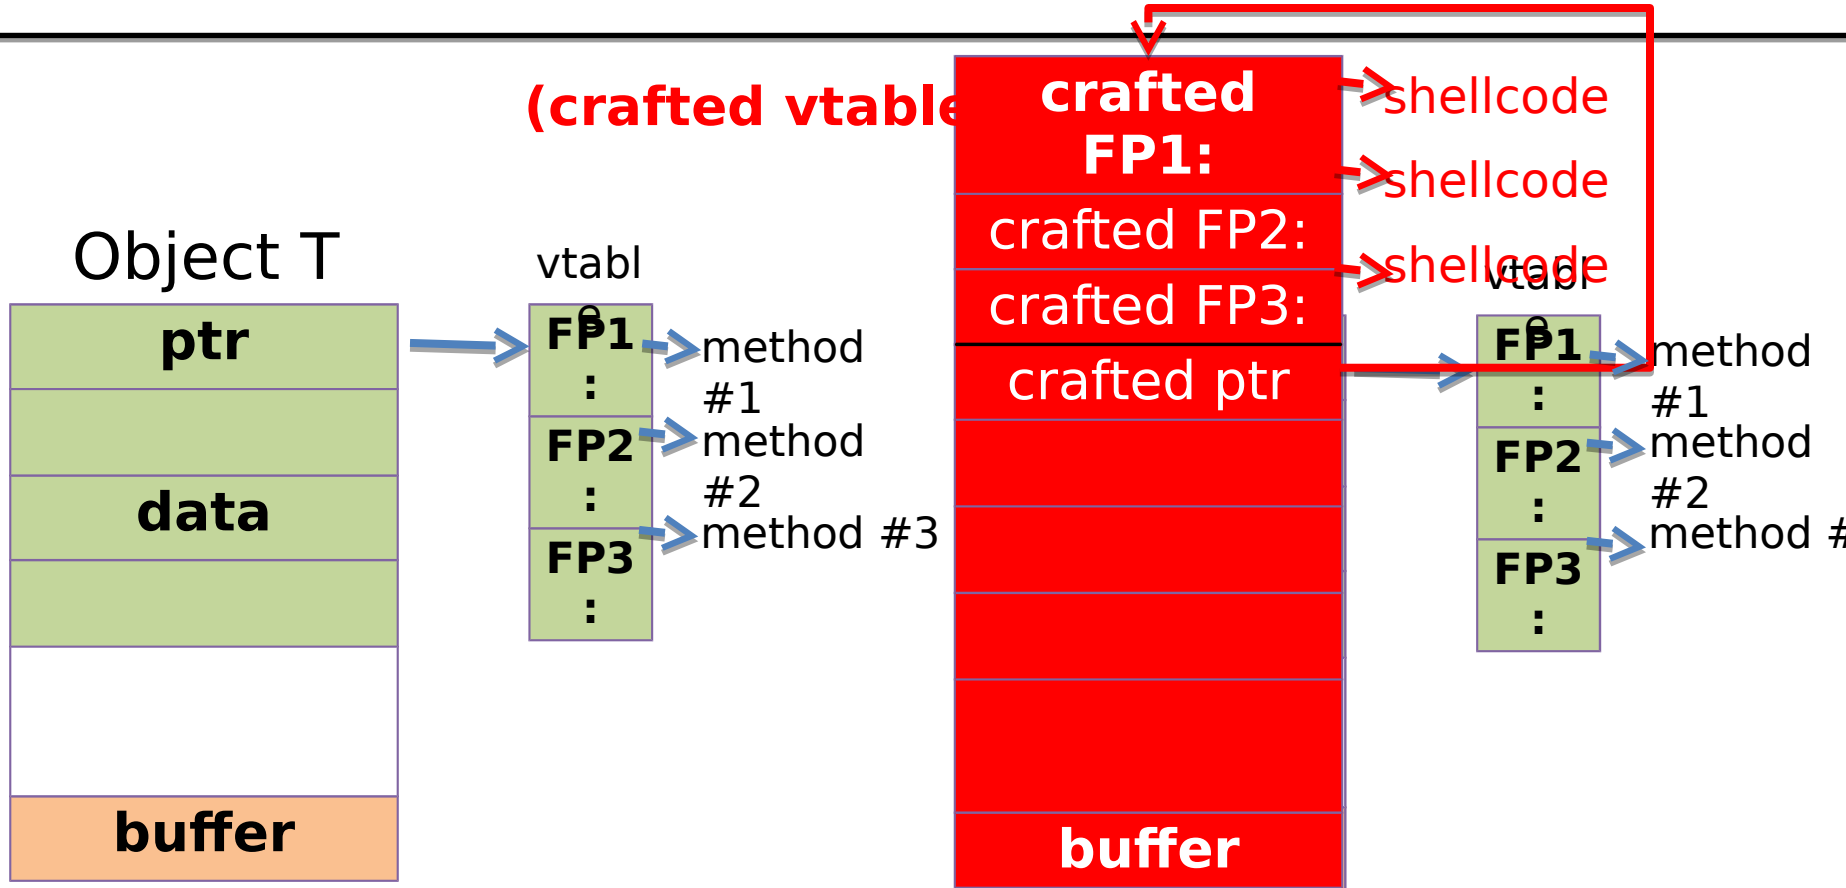 (crafted vtable
crafted
FP1:
crafted FP2:
crafted FP3:
crafted ptr
buffer
shellcode
shellcode
shellcode
Object T
ptr
data
buffer
vtabl
e
FP1
:
FP2
:
FP3
:
method
#1
method
#2
method #3
vtabl
e
FP1
:
FP2
:
FP3
:
method
#1
method
#2
method #